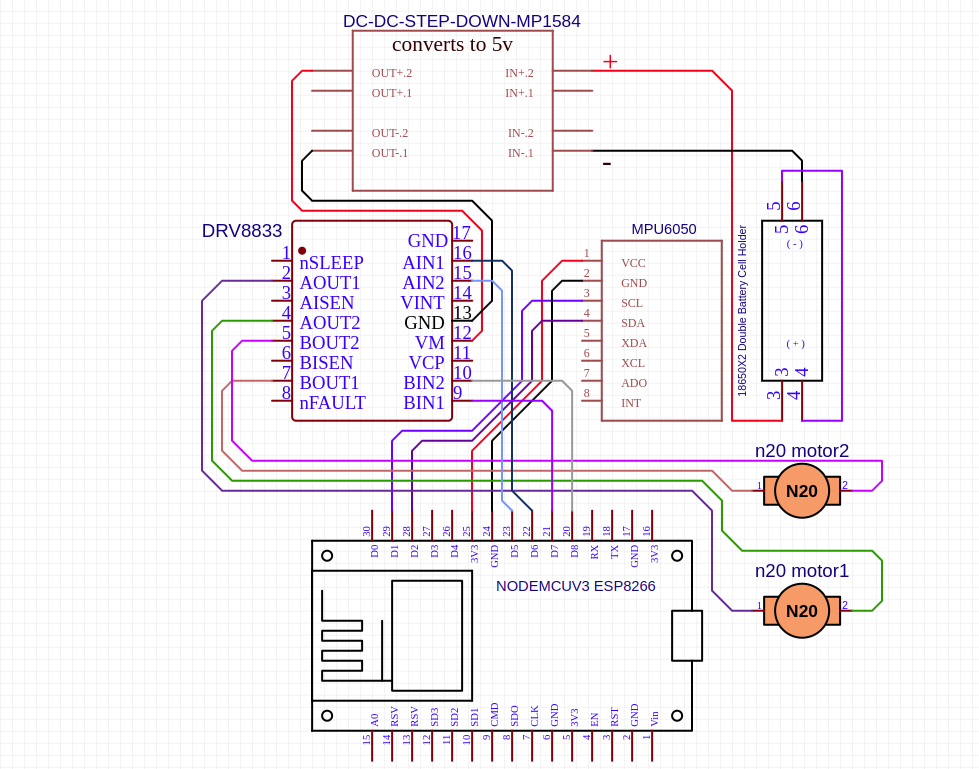 DC-DC-STEP-DOWN-MP1584
converts to 5v
OUT+.2
IN+.2
+
OUT+.1
IN+.1
OUT-.2
IN-.2
OUT-.1
IN-.1
-
DRV8833
1
nSLEEP
2
AOUT1
3
AISEN
4
AOUT2
5
BOUT2
6
BISEN
7
BOUT1
8
nFAULT
GND
17
AIN1
16
AIN2
15
VINT
14
GND
13
VM
12
VCP
11
BIN2
10
BIN1
9
MPU6050
1
VCC
2
GND
3
SCL
4
SDA
5
XDA
6
XCL
7
ADO
8
INT
18650X2 Double Battery Cell Holder
5
6
5
6
( - )
( + )
3
4
3
4
n20 motor2
1
N20
2
n20 motor1
1
N20
2
30
29
28
27
26
25
24
23
22
21
20
19
18
17
16
D0
D1
D2
D3
D4
3V3
GND
D5
D6
D7
D8
RX
TX
GND
3V3
NODEMCUV3 ESP8266
A0
RSV
RSV
SD3
SD2
SD1
CMD
SDO
CLK
GND
3V3
EN
RST
GND
Vin
15
14
13
12
11
10
9
8
7
6
5
4
3
2
1